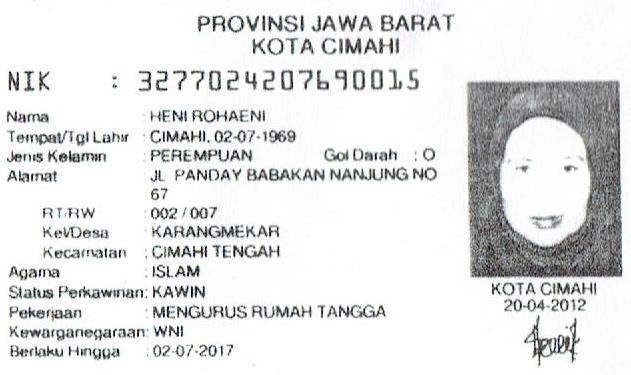 PROVINSI JAWA BARAT
KOTA CIMAHI
NIK : 3277024207690015
Nama : HENI ROHAENI
Tempat/Tgl Lahir : CIMAHI, 02-07-1969
Jenis Kelamin : PEREMPUAN Gol Darah : O
Alamat : JL PANDAY BABAKAN NANJUNG NO
67
RT/RW : 002 / 007
Kel/Desa : KARANGMEKAR
Kecamatan : CIMAHI TENGAH
Agama : ISLAM
Status Perkawinan: KAWIN
Pekerjaan : MENGURUS RUMAH TANGGA
Kewarganegaraan: WNI
Berlaku Hingga : 02-07-2017
KOTA CIMAHI
20-04-2012